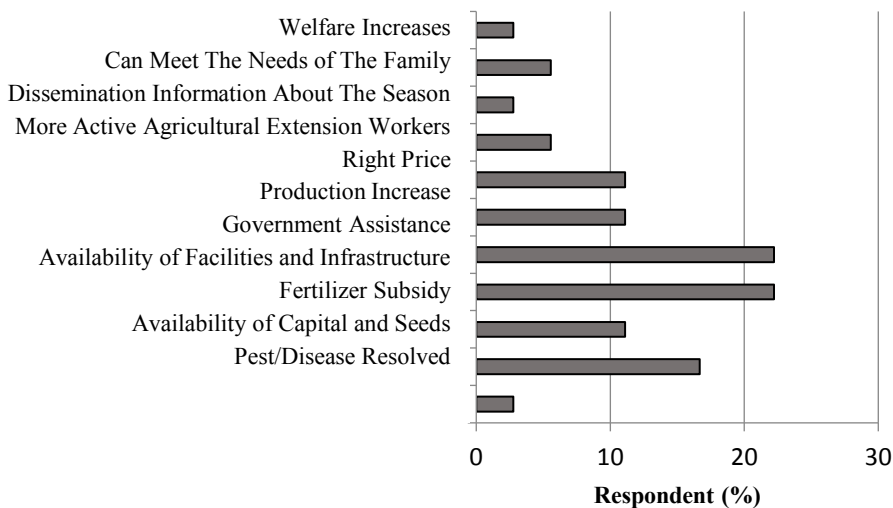 Welfare Increases
Can Meet The Needs of The Family
Dissemination Information About The Season
More Active Agricultural Extension Workers
Right Price
Production Increase
Government Assistance
Availability of Facilities and Infrastructure
Fertilizer Subsidy
Availability of Capital and Seeds
Pest/Disease Resolved
0 10 20 30
Respondent (%)